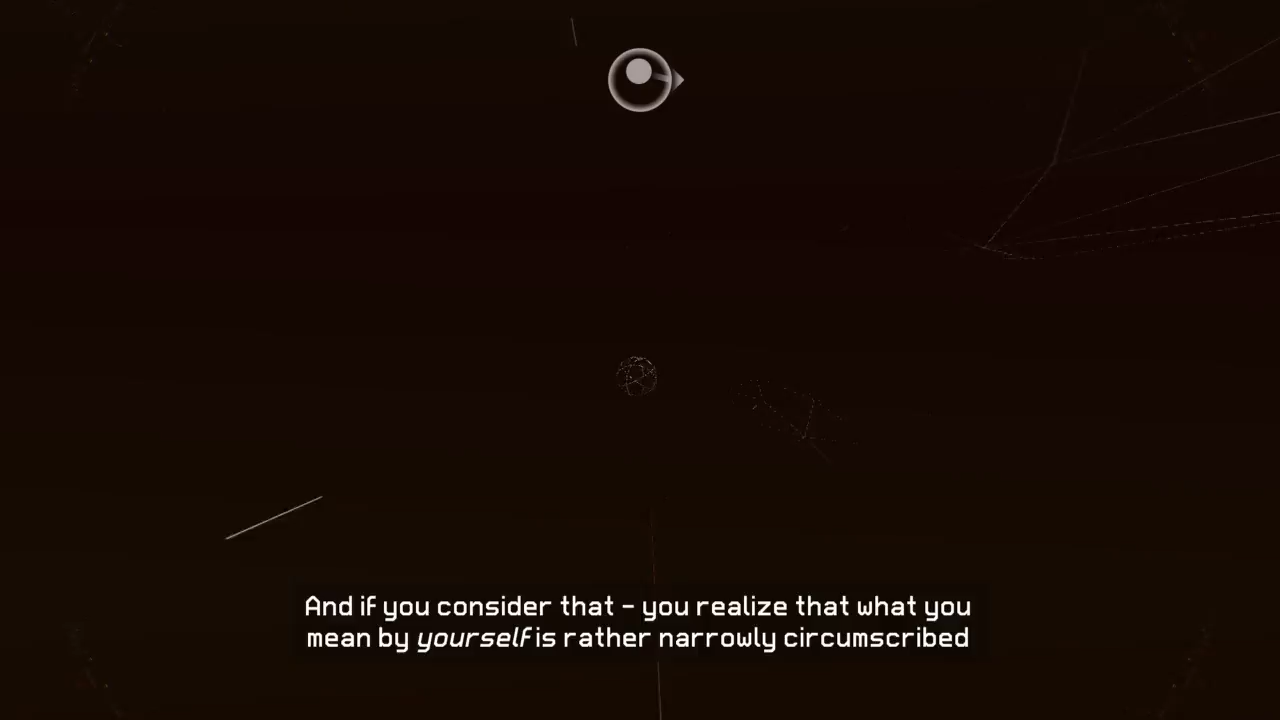 And if you consider that - you realize that what you
mean by yourself is rather narrowly circumscribed